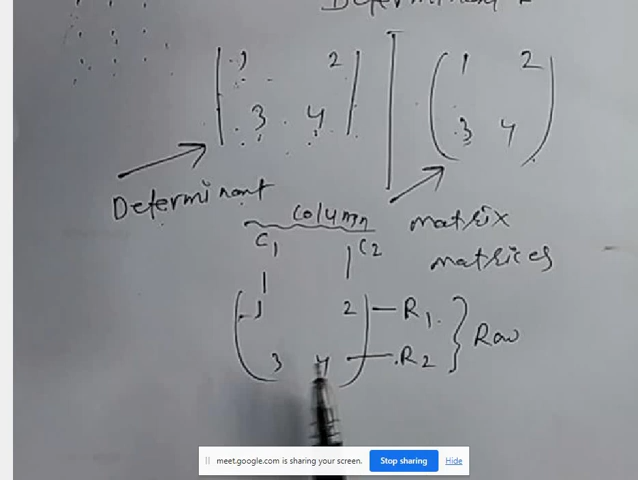 Determinant
1 2 1 2
3 4 3 4
Determinant
column matrix
C1 C2 matrices
1 2 R1
3 4 R2 Row
meet.google.com is sharing your screen. Stop sharing Hide